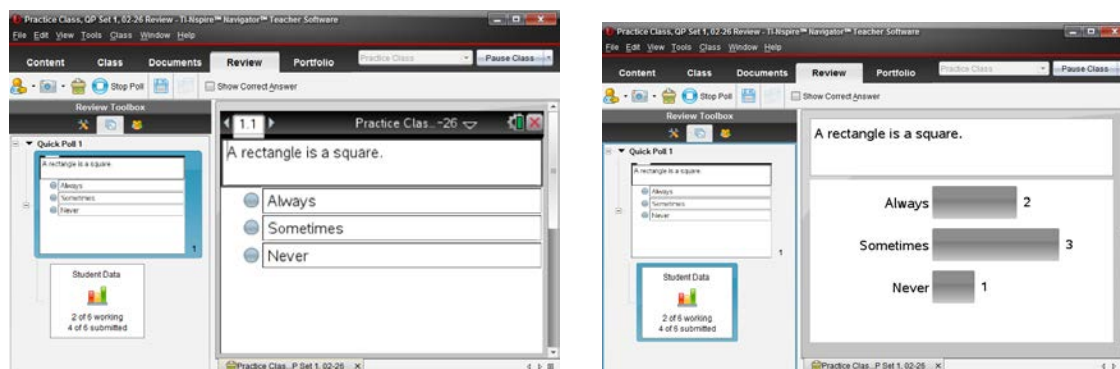 Practice Class, QP Set 1, 02-26 Review - TI-Nspire™ Navigator™ Teacher Software
File Edit View Tools Class Window Help
Content Class Documents Review Portfolio Practice Class Pause Class
Stop Poll Show Correct Answer
Review Toolbox
Quick Poll 1
A rectangle is a square.
Always
Sometimes
Never
1
Student Data
2 of 6 working
4 of 6 submitted
1.1 Practice Clas...-26
A rectangle is a square.
Always
Sometimes
Never
Practice Clas...P Set 1, 02-26
Practice Class, QP Set 1, 02-26 Review - TI-Nspire™ Navigator™ Teacher Software
File Edit View Tools Class Window Help
Content Class Documents Review Portfolio Practice Class Pause Class
Stop Poll Show Correct Answer
Review Toolbox
Quick Poll 1
A rectangle is a square.
Always
Sometimes
Never
1
Student Data
2 of 6 working
4 of 6 submitted
A rectangle is a square.
Always 2
Sometimes 3
Never 1
Practice Clas...P Set 1, 02-26